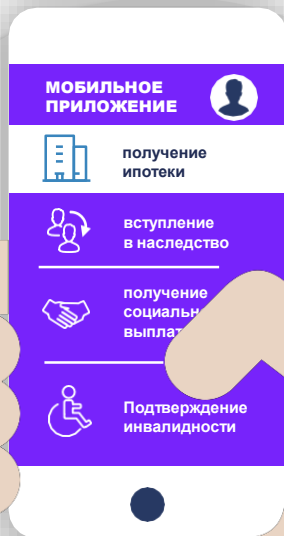 МОБИЛЬНОЕ
ПРИЛОЖЕНИЕ
получение
ипотеки
вступление
в наследство
получение
Подтверждение
инвалидности